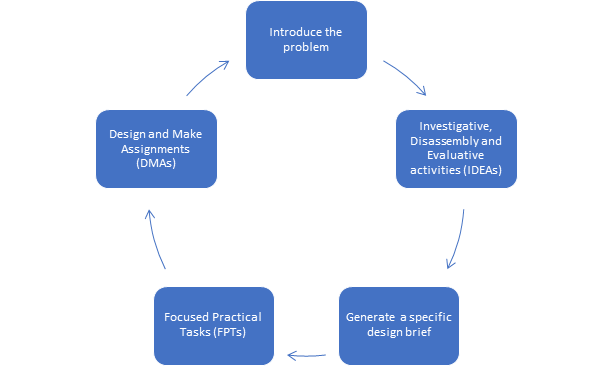 Introduce the
problem
Investigative,
Disassembly and
Evaluative
activities (IDEAs)
Generate a specific
design brief
Focused Practical
Tasks (FPTs)
Design and Make
Assignments
(DMAs)